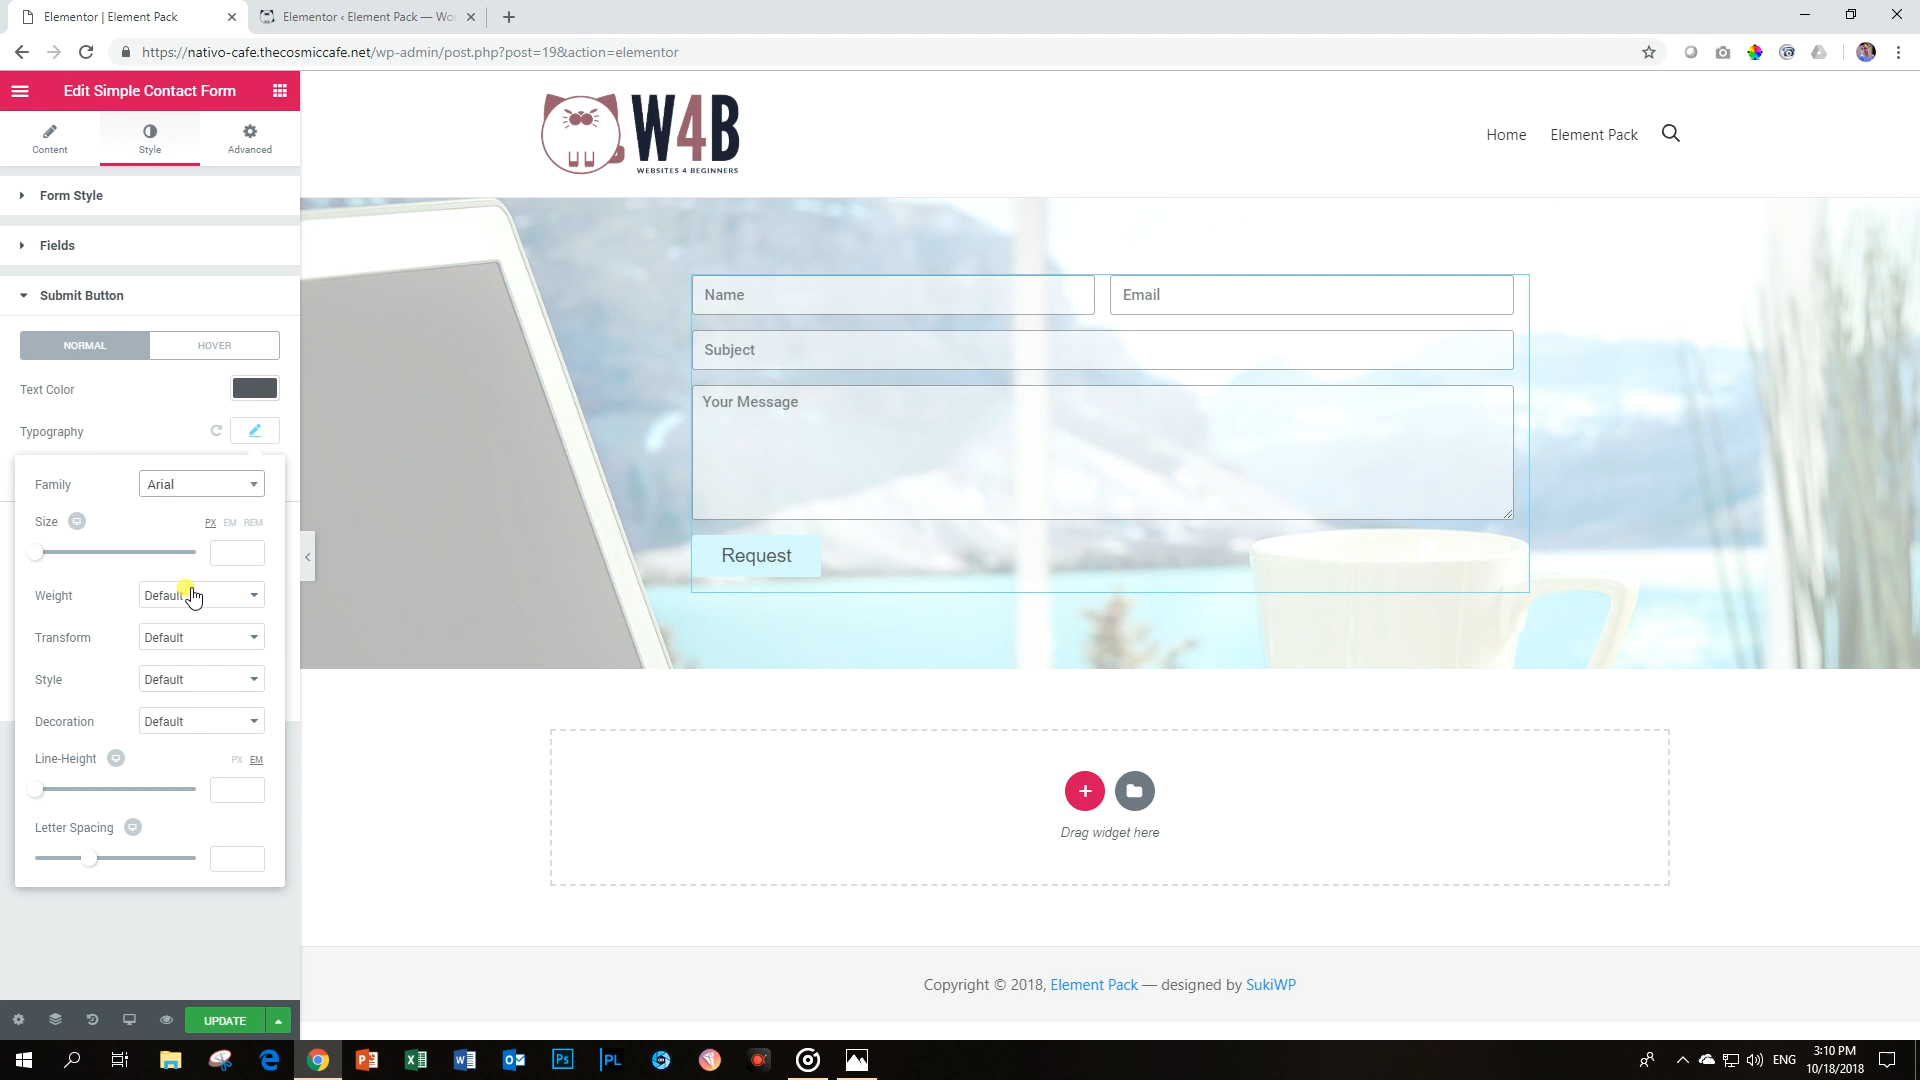 Elementor | Element Pack
Elementor ‹ Element Pack — Wor
https://nativo-cafe.thecosmiccafe.net/wp-admin/post.php?post=19&action=elementor
Edit Simple Contact Form
Content
Style
Advanced
Form Style
Fields
Submit Button
NORMAL
HOVER
Text Color
Typography
Family
Arial
Size
PX EM REM
Weight
Default
Transform
Default
Style
Default
Decoration
Default
Line-Height
PX EM
Letter Spacing
UPDATE
W4B
WEBSITES 4 BEGINNERS
Home
Element Pack
Name
Email
Subject
Your Message
Request
Drag widget here
Copyright © 2018, Element Pack — designed by SukiWP
Ps
PL
ENG
3:10 PM
10/18/2018